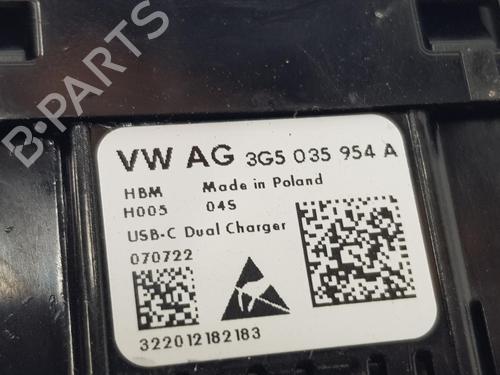 VW AG 3G5 035 954 A
HBM Made in Poland
H005 04S
USB-C Dual Charger
070722
322012182183
B-PARTS